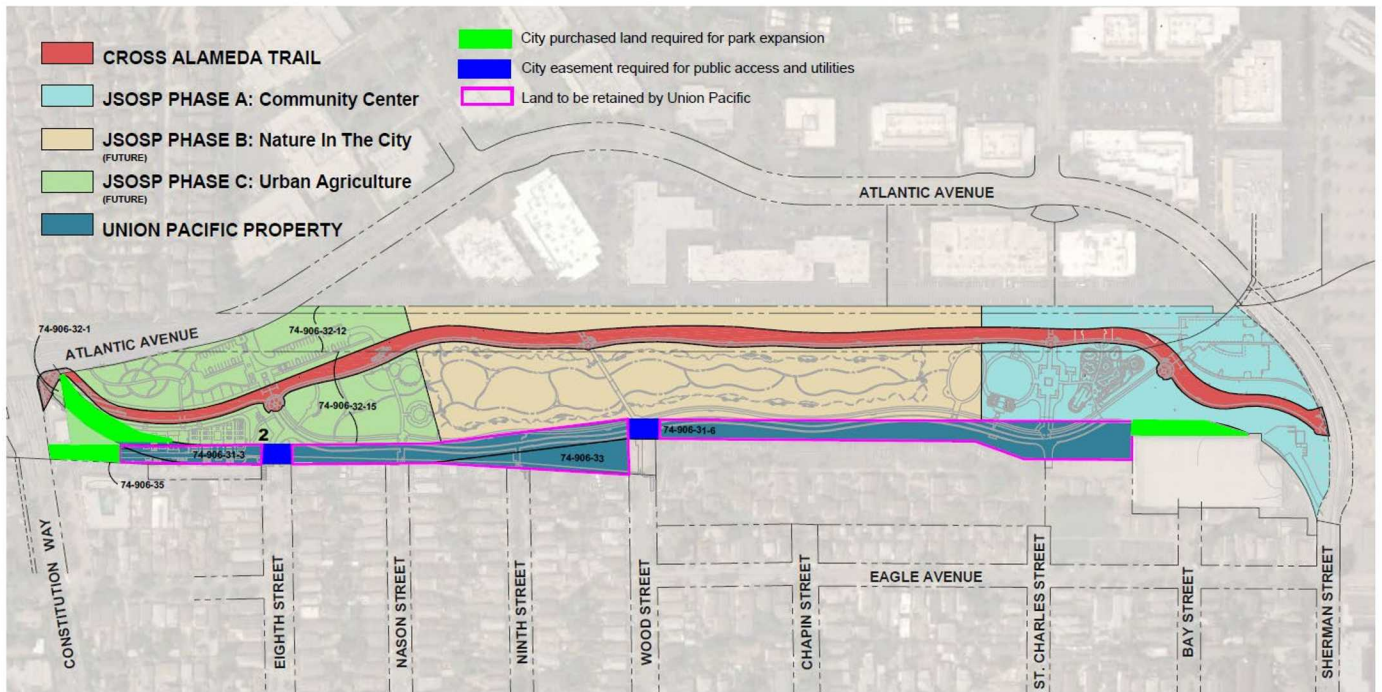 CROSS ALAMEDA TRAIL
JSOSP PHASE A: Community Center
JSOSP PHASE B: Nature In The City
(FUTURE)
JSOSP PHASE C: Urban Agriculture
(FUTURE)
UNION PACIFIC PROPERTY
City purchased land required for park expansion
City easement required for public access and utilities
Land to be retained by Union Pacific
ATLANTIC AVENUE
74-906-32-1
ATLANTIC AVENUE
74-906-32-12
74-906-32-15
2
74-906-31-6
74-906-31-3
74-906-33
74-906-35
CONSTITUTION WAY
EIGHTH STREET
NASON STREET
NINTH STREET
WOOD STREET
CHAPIN STREET
EAGLE AVENUE
ST. CHARLES STREET
BAY STREET
SHERMAN STREET